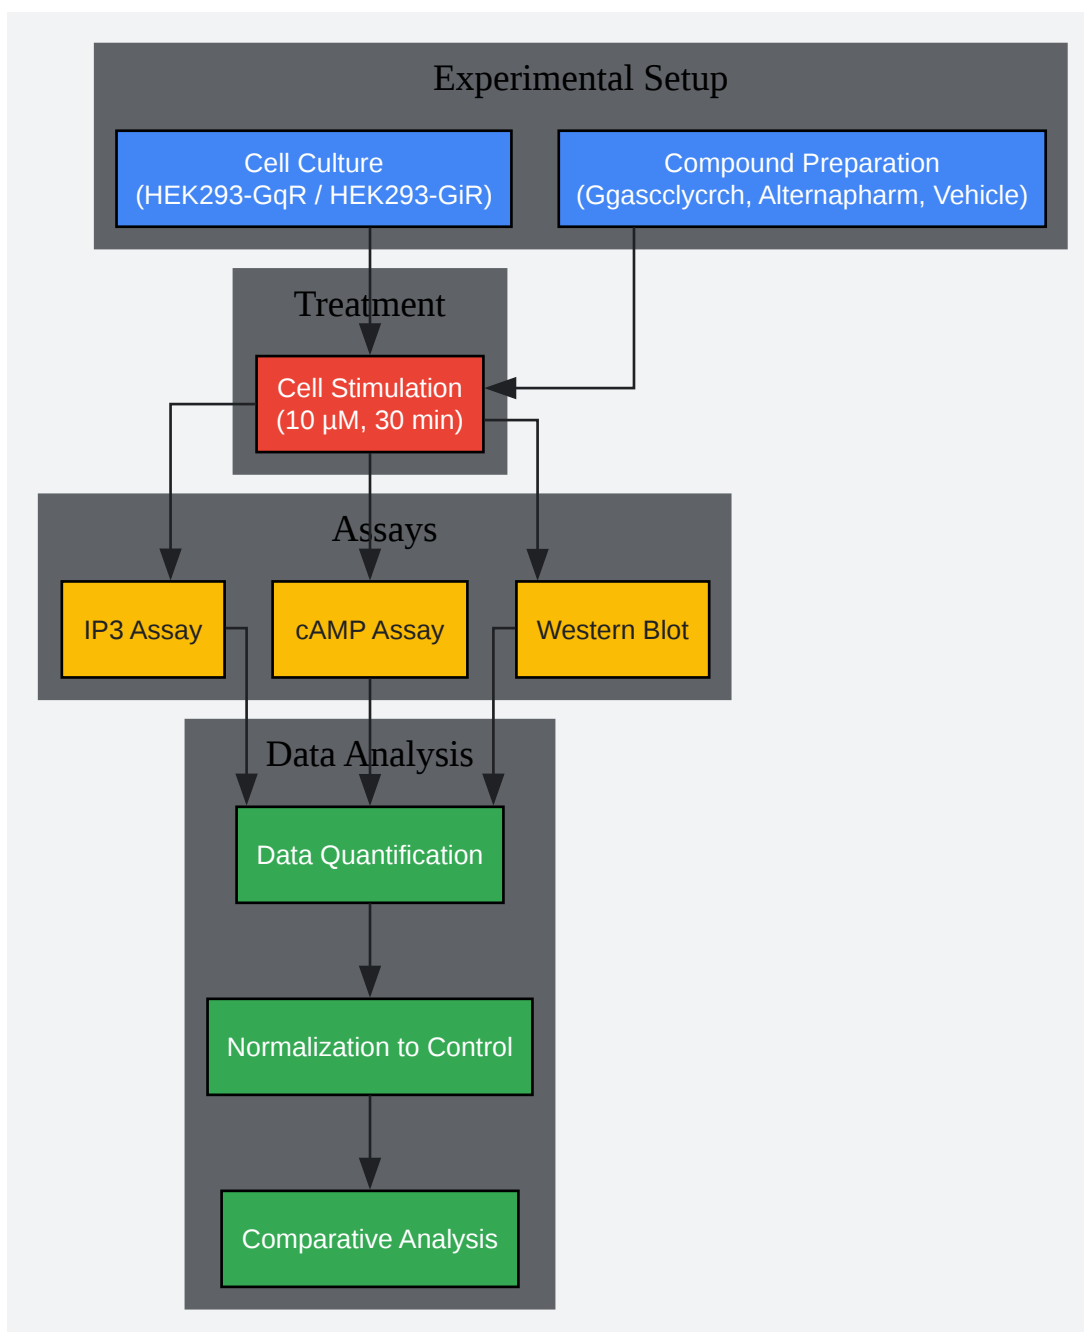 Experimental Setup
Cell Culture
(HEK293-GqR / HEK293-GiR)
Compound Preparation
(Ggascclycrch, Alternapharm, Vehicle)
Treatment
Cell Stimulation
(10 µM, 30 min)
Assays
IP3 Assay
cAMP Assay
Western Blot
Data Analysis
Data Quantification
Normalization to Control
Comparative Analysis